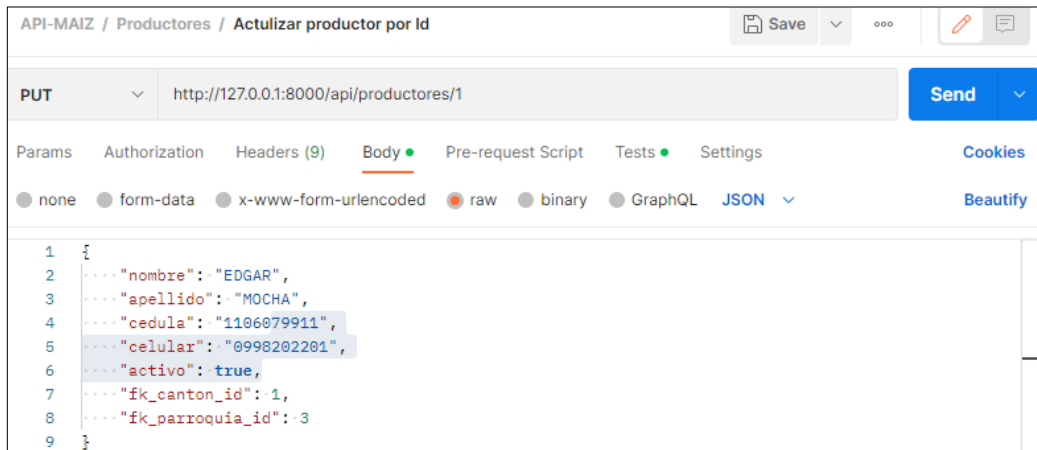 API-MAIZ / Productores / Actulizar productor por Id
Save
PUT http://127.0.0.1:8000/api/productores/1 Send
Params Authorization Headers (9) Body Pre-request Script Tests Settings Cookies
none form-data x-www-form-urlencoded raw binary GraphQL JSON Beautify
1 {
2 "nombre": "EDGAR",
3 "apellido": "MOCHA",
4 "cedula": "1106079911",
5 "celular": "0998202201",
6 "activo": true,
7 "fk_canton_id": 1,
8 "fk_parroquia_id": 3
9 }